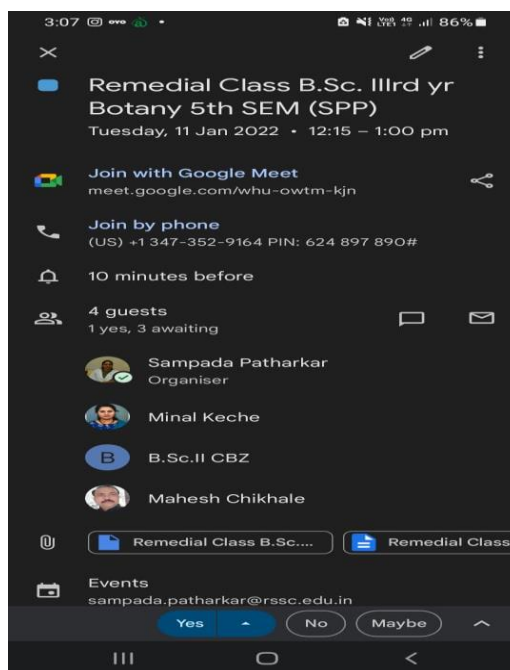 3:07 ovo 86%
Remedial Class B.Sc. IIIrd yr
Botany 5th SEM (SPP)
Tuesday, 11 Jan 2022 • 12:15 – 1:00 pm
Join with Google Meet
meet.google.com/whu-owtm-kjn
Join by phone
(US) +1 347-352-9164 PIN: 624 897 890#
10 minutes before
4 guests
1 yes, 3 awaiting
Sampada Patharkar
Organiser
Minal Keche
B B.Sc.II CBZ
Mahesh Chikhale
Remedial Class B.Sc.... Remedial Class
Events
sampada.patharkar@rssc.edu.in
Yes No Maybe